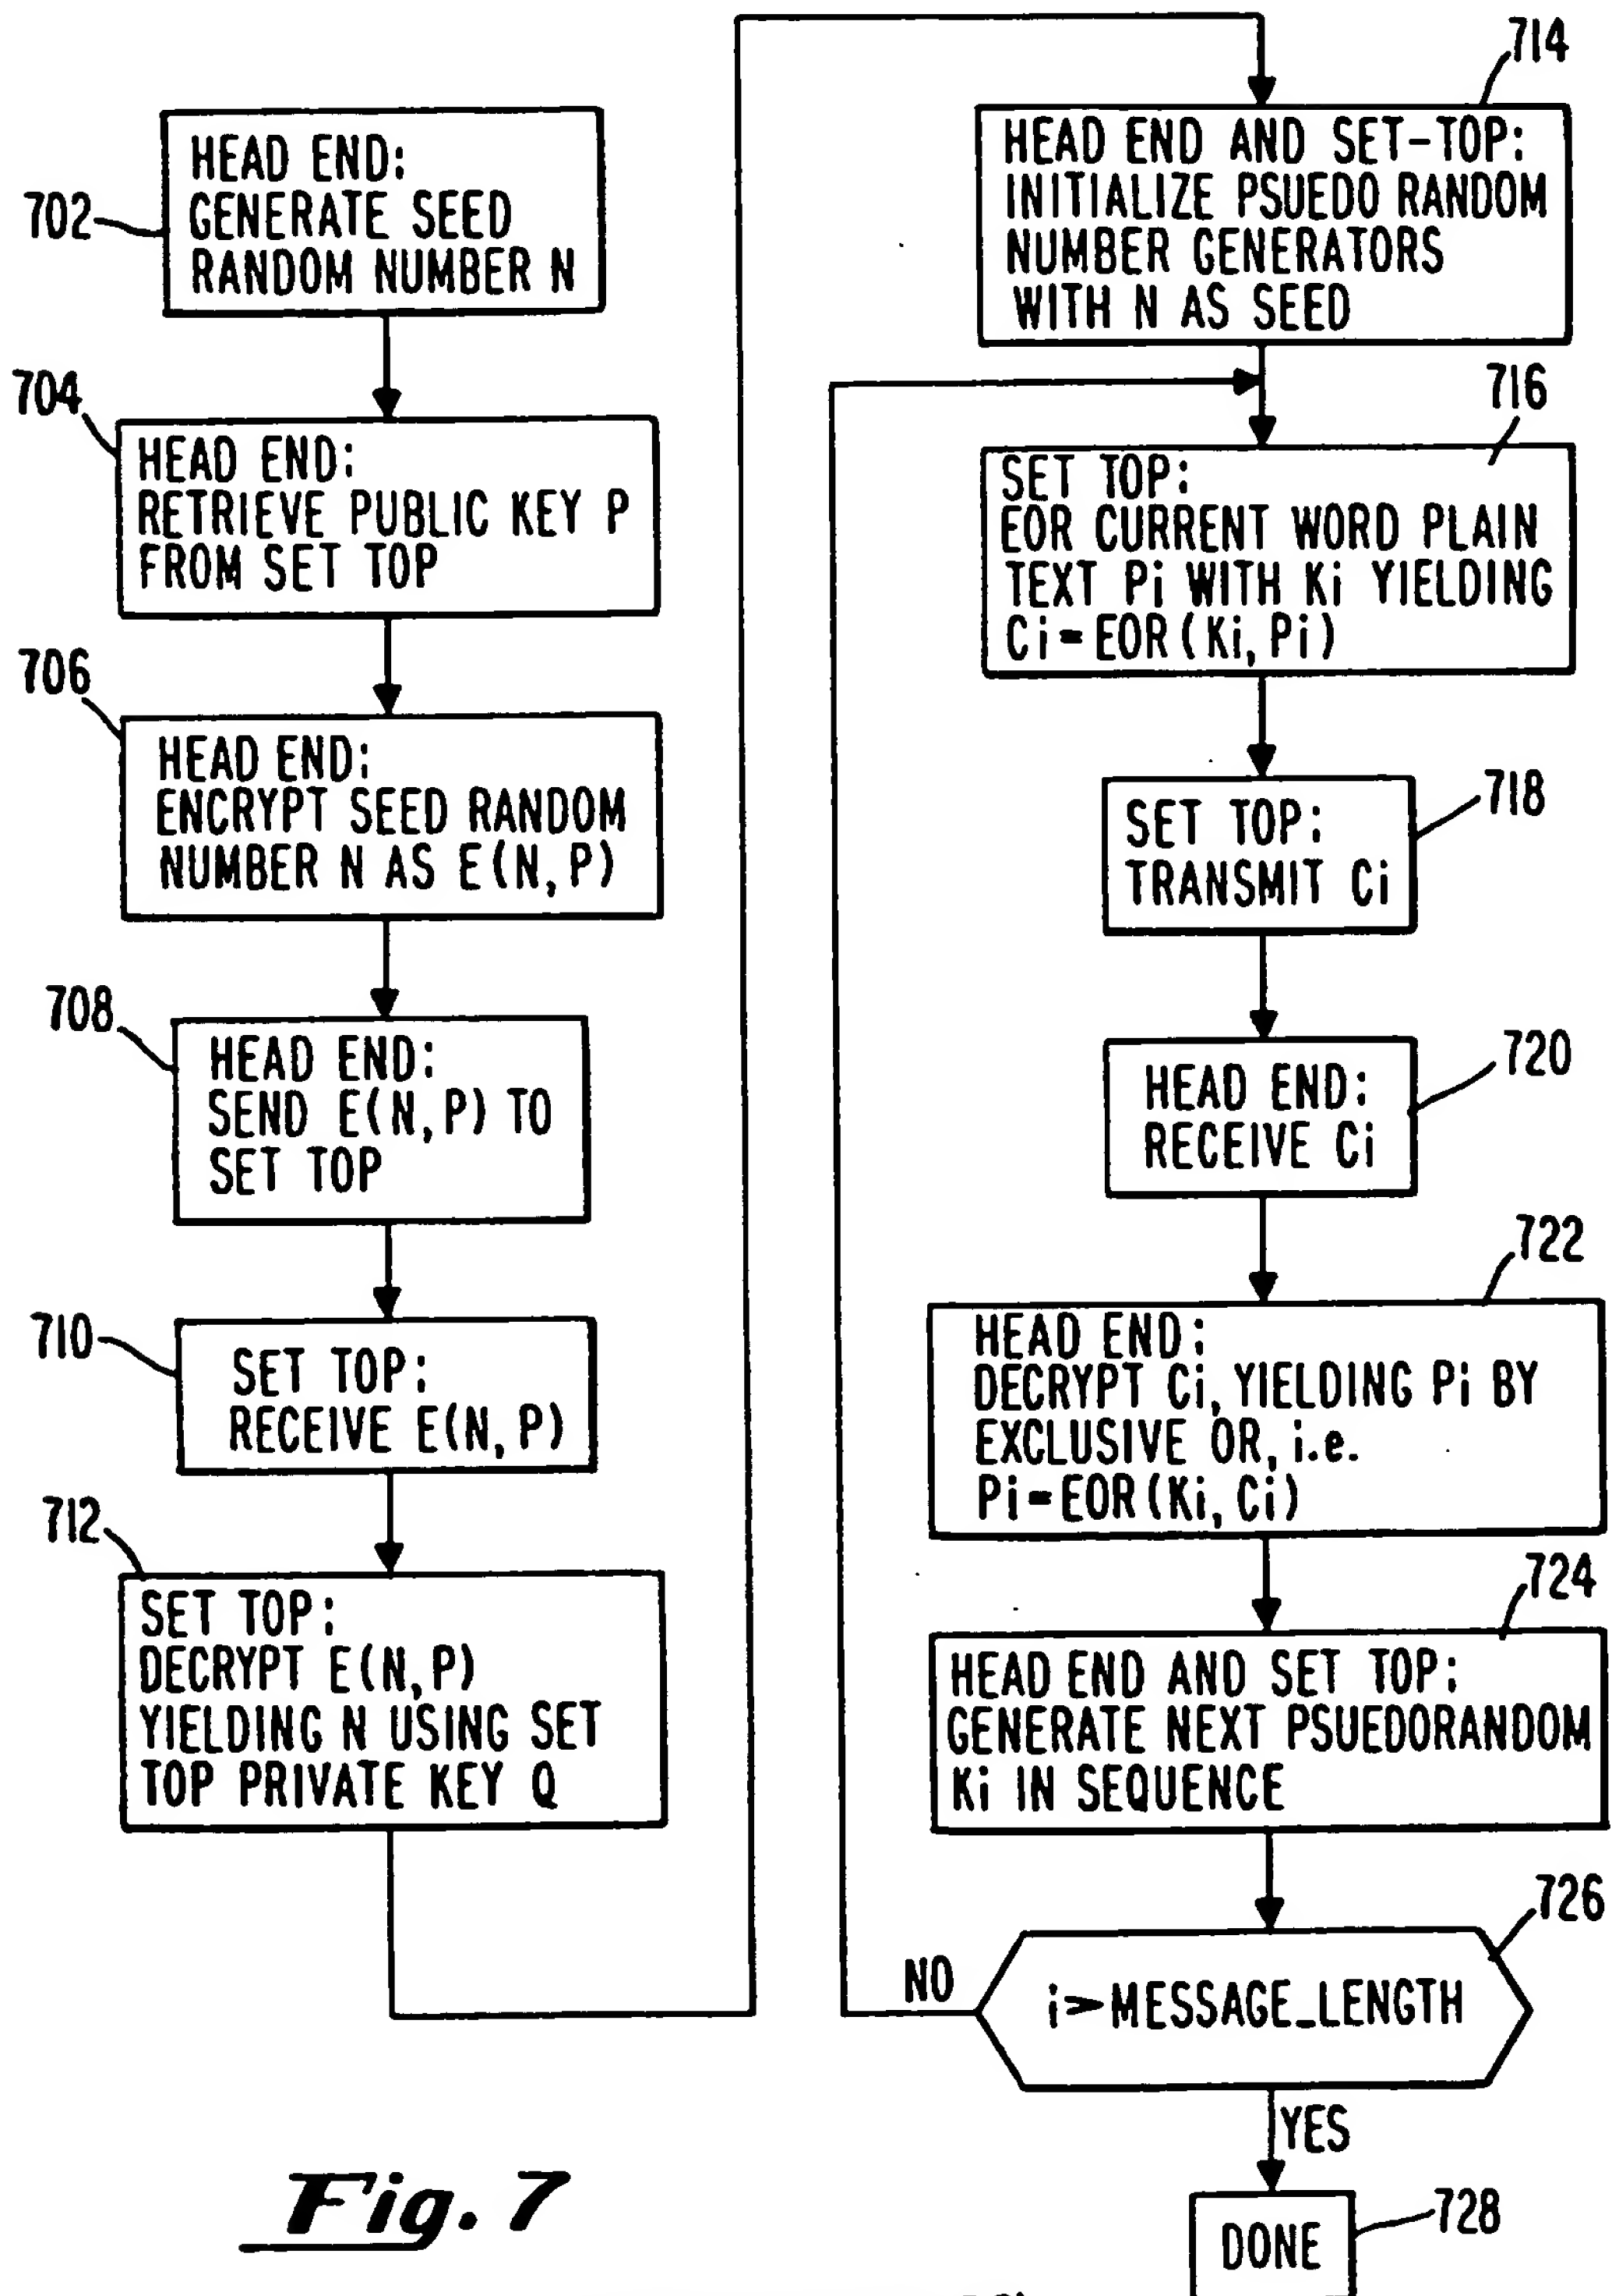 702
HEAD END:
GENERATE SEED
RANDOM NUMBER N
704
HEAD END:
RETRIEVE PUBLIC KEY P
FROM SET TOP
706
HEAD END:
ENCRYPT SEED RANDOM
NUMBER N AS E(N,P)
708
HEAD END:
SEND E(N,P) TO
SET TOP
710
SET TOP:
RECEIVE E(N,P)
712
SET TOP:
DECRYPT E(N,P)
YIELDING N USING SET
TOP PRIVATE KEY Q
714
HEAD END AND SET-TOP:
INITIALIZE PSUEDO RANDOM
NUMBER GENERATORS
WITH N AS SEED
716
SET TOP:
EOR CURRENT WORD PLAIN
TEXT Pi WITH Ki YIELDING
Ci=EOR(Ki,Pi)
718
SET TOP:
TRANSMIT Ci
720
HEAD END:
RECEIVE Ci
722
HEAD END:
DECRYPT Ci, YIELDING Pi BY
EXCLUSIVE OR, i.e.
Pi=EOR(Ki,Ci)
724
HEAD END AND SET TOP:
GENERATE NEXT PSUEDORANDOM
Ki IN SEQUENCE
726
i>MESSAGE_LENGTH
NO
YES
728
DONE
Fig. 7